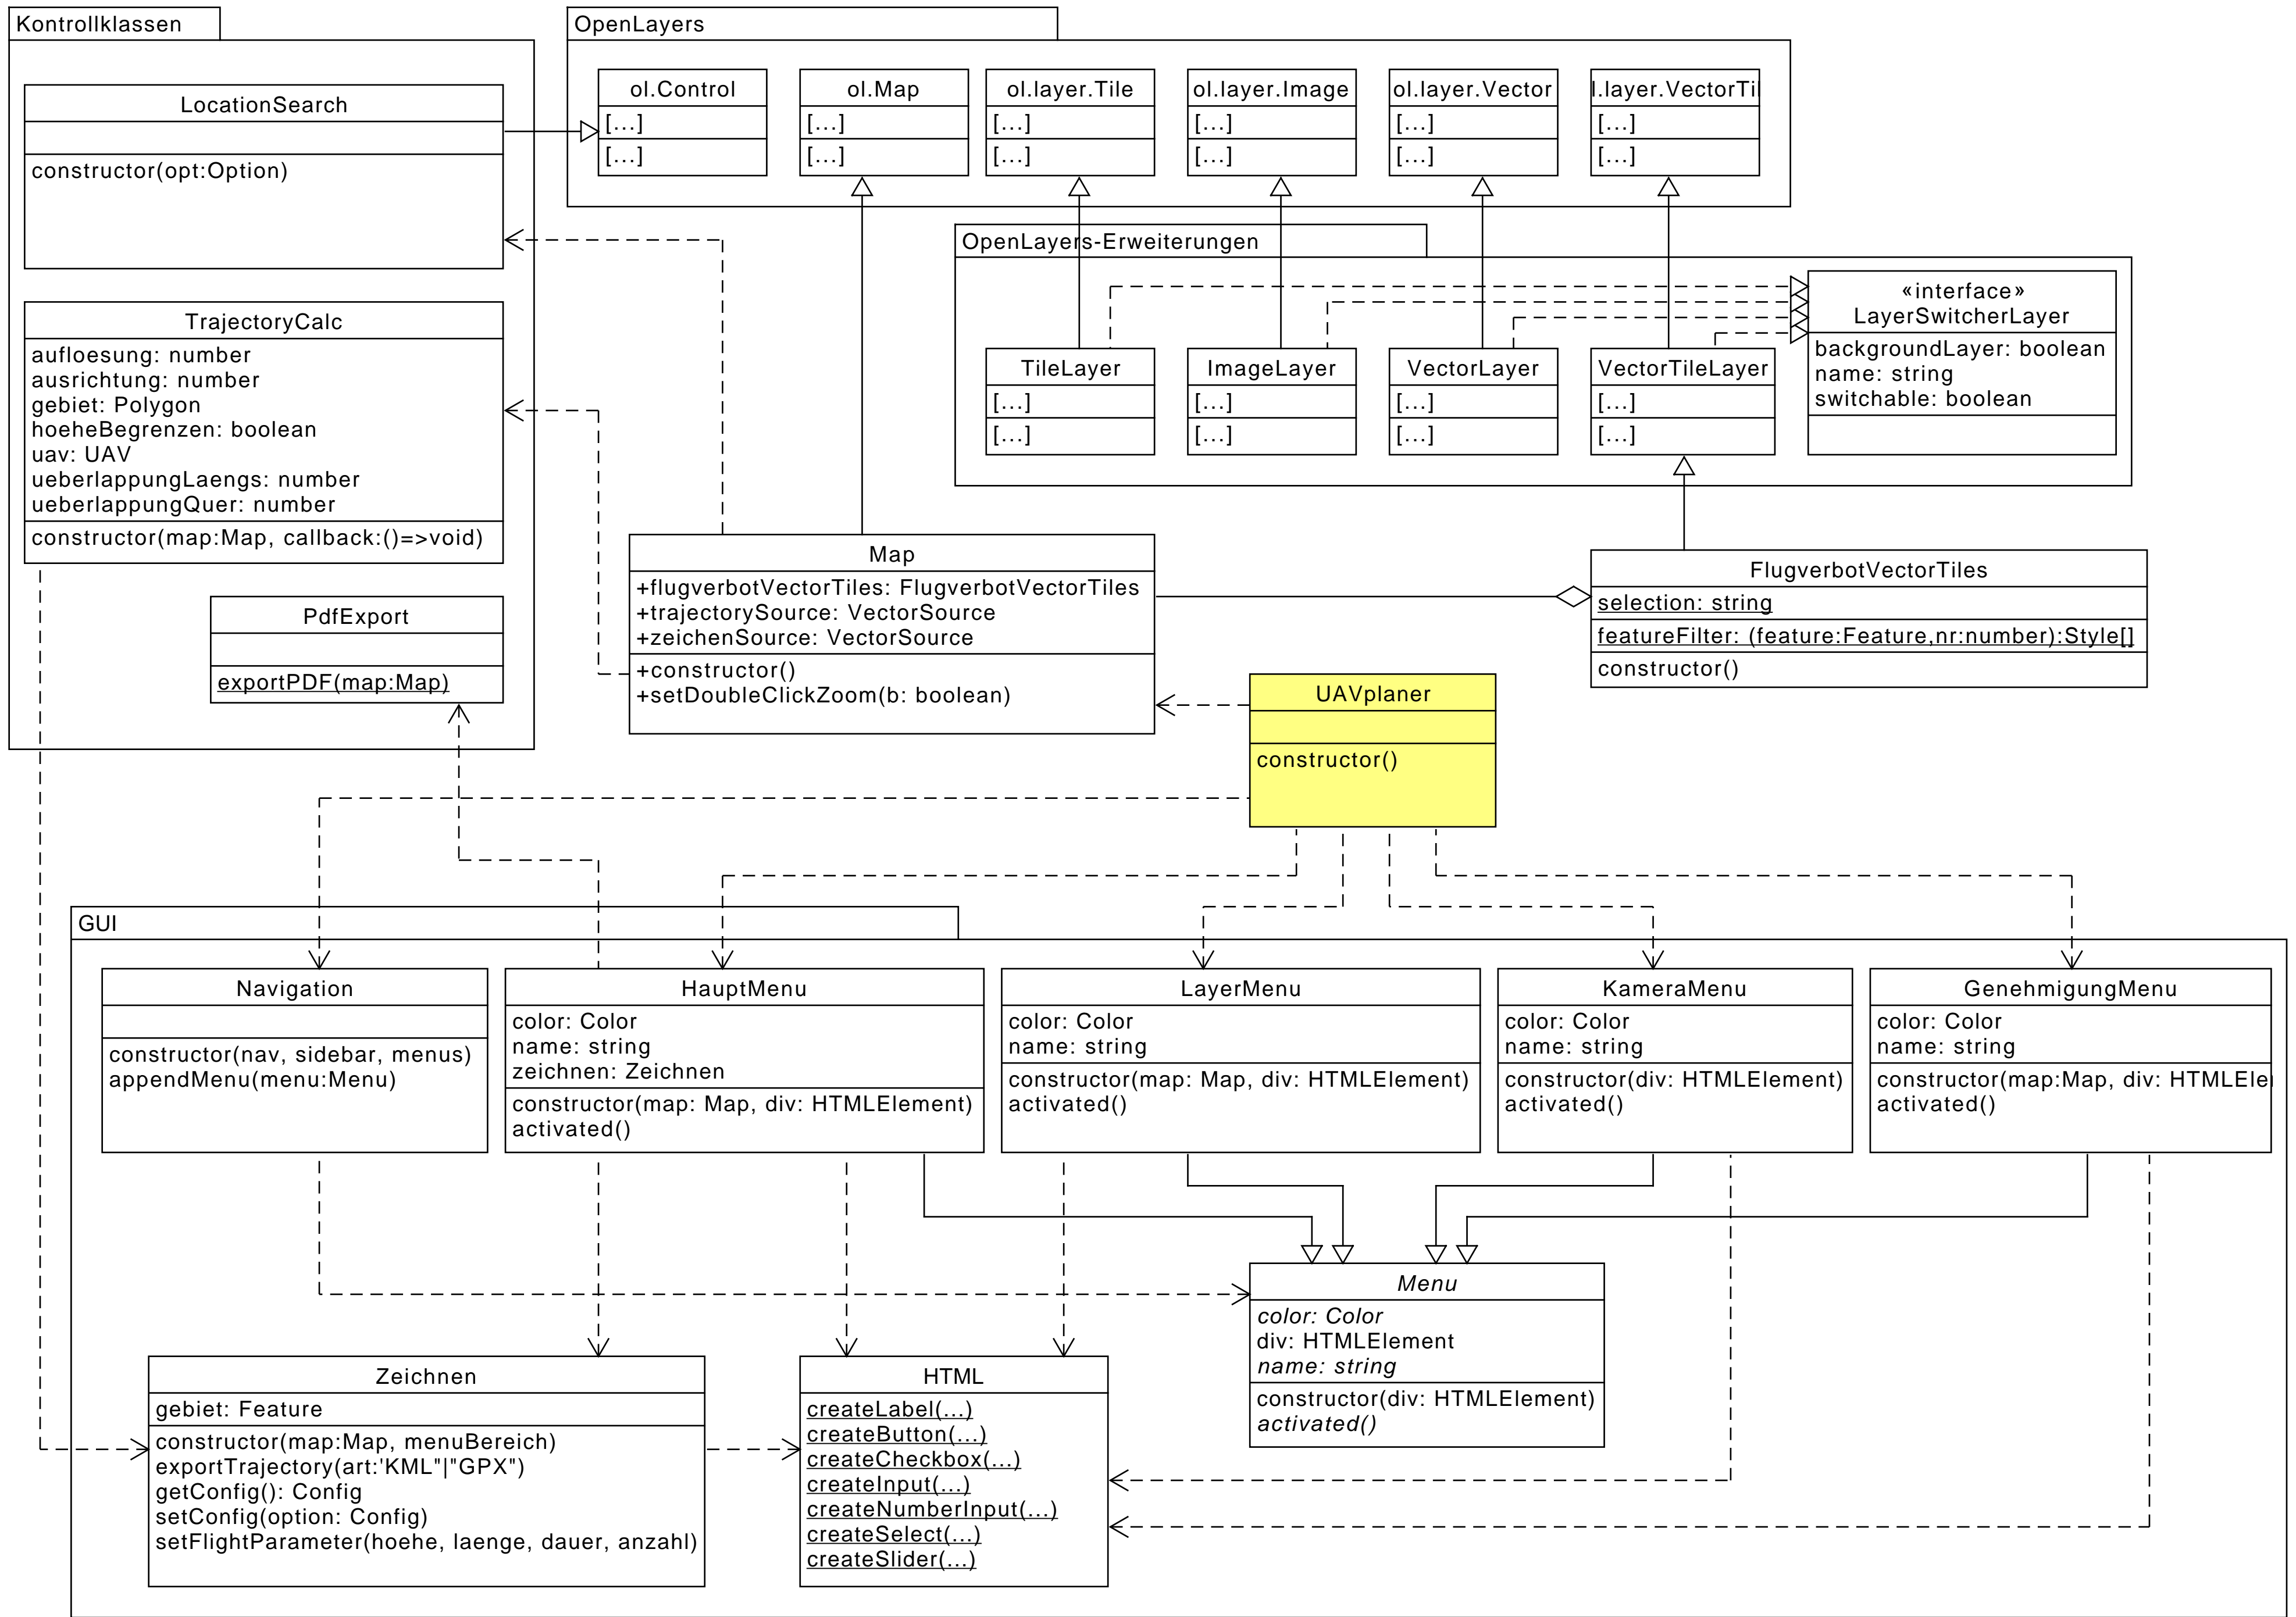 Kontrollklassen
LocationSearch
constructor(opt:Option)
TrajectoryCalc
aufloesung: number
ausrichtung: number
gebiet: Polygon
hoeheBegrenzen: boolean
uav: UAV
ueberlappungLaengs: number
ueberlappungQuer: number
constructor(map:Map, callback:()=>void)
PdfExport
exportPDF(map:Map)
OpenLayers
ol.Control
[...]
[...]
ol.Map
[...]
[...]
ol.layer.Tile
[...]
[...]
ol.layer.Image
[...]
[...]
ol.layer.Vector
[...]
[...]
l.layer.VectorTil
[...]
[...]
OpenLayers-Erweiterungen
TileLayer
[...]
[...]
ImageLayer
[...]
[...]
VectorLayer
[...]
[...]
VectorTileLayer
[...]
[...]
«interface»
LayerSwitcherLayer
backgroundLayer: boolean
name: string
switchable: boolean
Map
+flugverbotVectorTiles: FlugverbotVectorTiles
+trajectorySource: VectorSource
+zeichenSource: VectorSource
+constructor()
+setDoubleClickZoom(b: boolean)
FlugverbotVectorTiles
selection: string
featureFilter: (feature:Feature,nr:number):Style[]
constructor()
UAVplaner
constructor()
GUI
Navigation
constructor(nav, sidebar, menus)
appendMenu(menu:Menu)
HauptMenu
color: Color
name: string
zeichnen: Zeichnen
constructor(map: Map, div: HTMLElement)
activated()
LayerMenu
color: Color
name: string
constructor(map: Map, div: HTMLElement)
activated()
KameraMenu
color: Color
name: string
constructor(div: HTMLElement)
activated()
GenehmigungMenu
color: Color
name: string
constructor(map:Map, div: HTMLEle
activated()
Menu
color: Color
div: HTMLElement
name: string
constructor(div: HTMLElement)
activated()
Zeichnen
gebiet: Feature
constructor(map:Map, menuBereich)
exportTrajectory(art:'KML"|"GPX")
getConfig(): Config
setConfig(option: Config)
setFlightParameter(hoehe, laenge, dauer, anzahl)
HTML
createLabel(...)
createButton(...)
createCheckbox(...)
createInput(...)
createNumberInput(...)
createSelect(...)
createSlider(...)